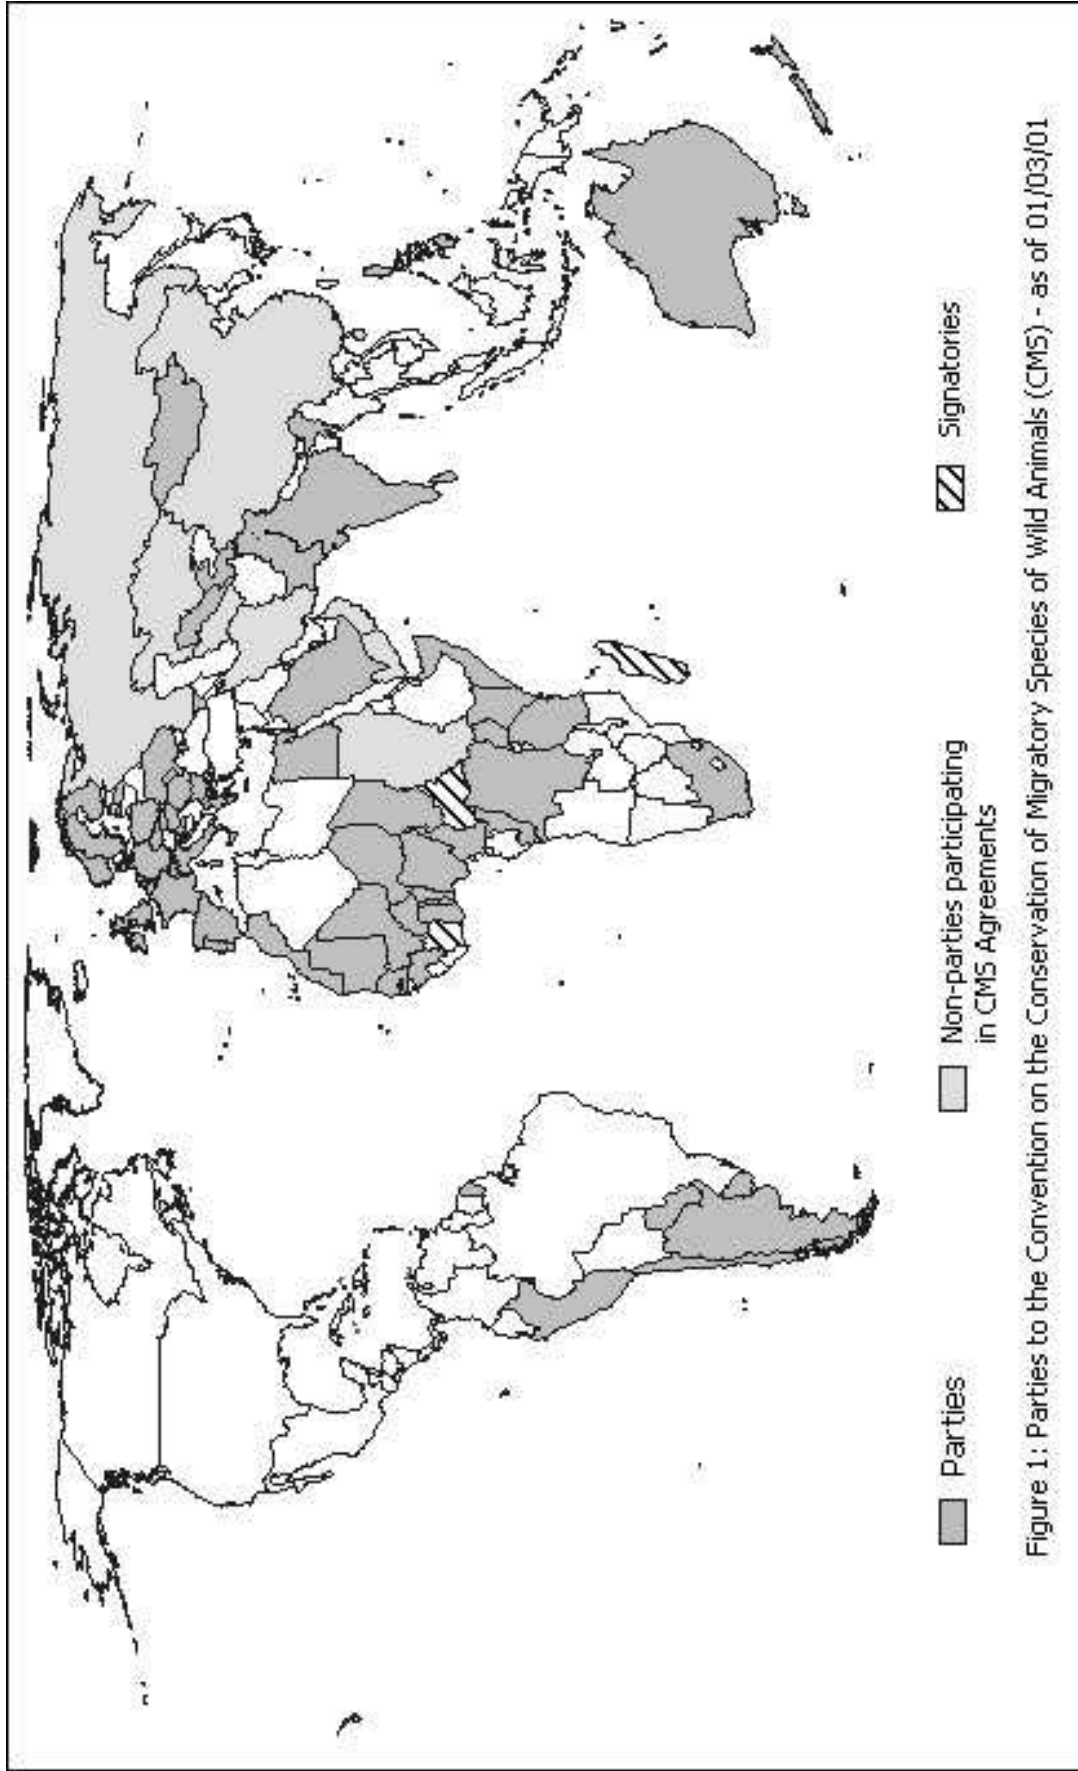 Parties
Non-parties participating
in CMS Agreements
Signatories
Figure 1: Parties to the Convention on the Conservation of Migratory Species of Wild Animals (CMS) - as of 01/03/01